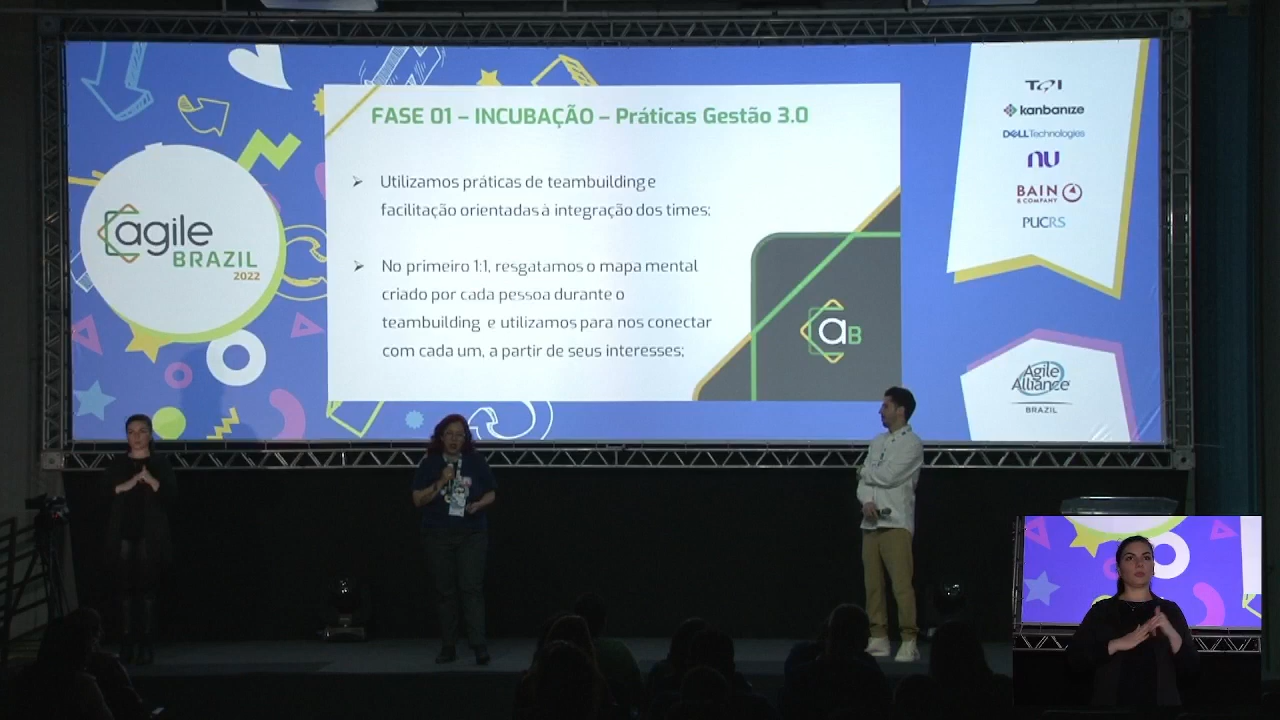 agile
BRAZIL
2022
FASE 01 – INCUBAÇÃO – Práticas Gestão 3.0
Utilizamos práticas de teambuilding e
facilitação orientadas à integração dos times;
No primeiro 1:1, resgatamos o mapa mental
criado por cada pessoa durante o
teambuilding e utilizamos para nos conectar
com cada um, a partir de seus interesses;
aB
TQI
kanbanize
DELL Technologies
NU
BAIN
& COMPANY
PUCRS
Agile
Alliance
BRAZIL